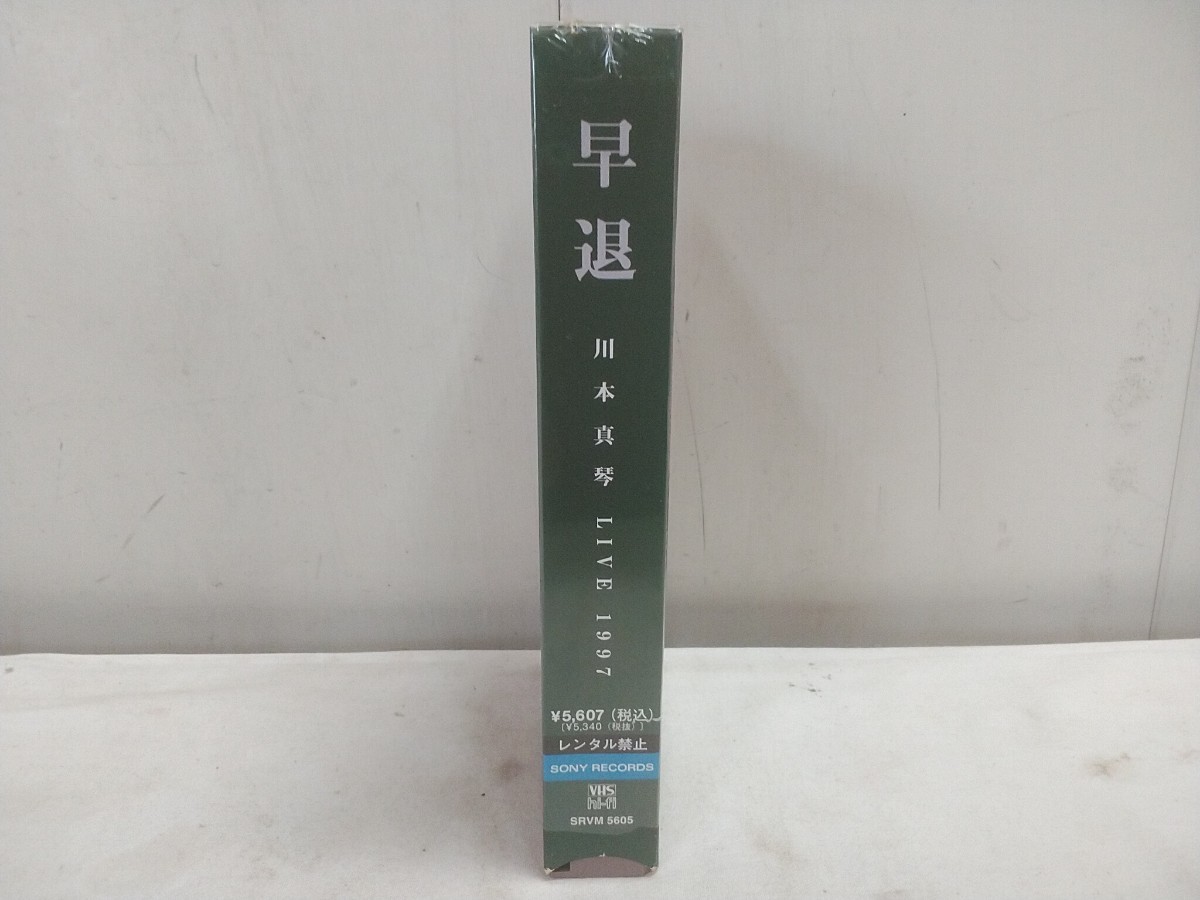 早退
川本真琴 LIVE 1997
¥5,607（税込）
［¥5,340（税抜）］
レンタル禁止
SONY RECORDS
VHS
hi-fi
SRVM 5605